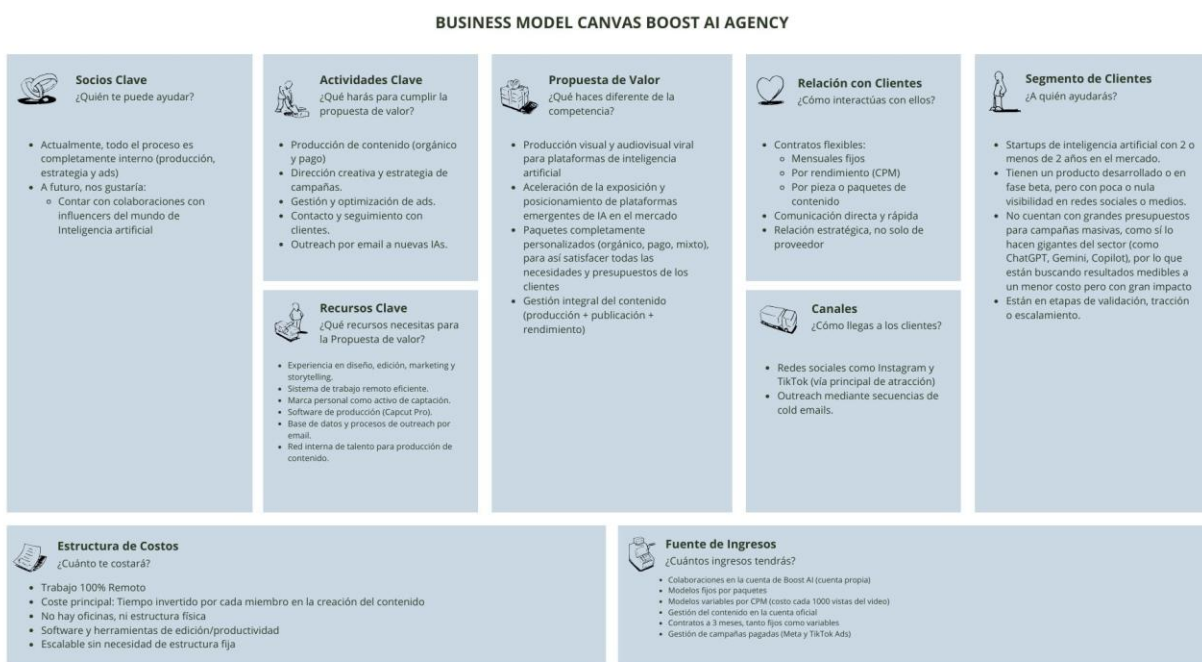 BUSINESS MODEL CANVAS BOOST AI AGENCY
Socios Clave
¿Quién te puede ayudar?
• Actualmente, todo el proceso es
completamente interno (producción,
estrategia y ads)
• A futuro, nos gustaría:
○ Contar con colaboraciones con
influencers del mundo de
Inteligencia artificial
Actividades Clave
¿Qué harás para cumplir la
propuesta de valor?
• Producción de contenido (orgánico
y pago)
• Dirección creativa y estrategia de
campañas.
• Gestión y optimización de ads.
• Contacto y seguimiento con
clientes.
• Outreach por email a nuevas IAs.
Recursos Clave
¿Qué recursos necesitas para
la Propuesta de valor?
• Experiencia en diseño, edición, marketing y
storytelling.
• Sistema de trabajo remoto eficiente.
• Marca personal como activo de captación.
• Software de producción (Capcut Pro).
• Base de datos y procesos de outreach por
email.
• Red interna de talento para producción de
contenido.
Propuesta de Valor
¿Qué haces diferente de la
competencia?
• Producción visual y audiovisual viral
para plataformas de inteligencia
artificial
• Aceleración de la exposición y
posicionamiento de plataformas
emergentes de IA en el mercado
• Paquetes completamente
personalizados (orgánico, pago, mixto),
para así satisfacer todas las
necesidades y presupuestos de los
clientes
• Gestión integral del contenido
(producción + publicación +
rendimiento)
Relación con Clientes
¿Cómo interactúas con ellos?
• Contratos flexibles:
○ Mensuales fijos
○ Por rendimiento (CPM)
○ Por pieza o paquetes de
contenido
• Comunicación directa y rápida
• Relación estratégica, no solo de
proveedor
Canales
¿Cómo llegas a los clientes?
• Redes sociales como Instagram y
TikTok (vía principal de atracción)
• Outreach mediante secuencias de
cold emails.
Segmento de Clientes
¿A quién ayudarás?
• Startups de inteligencia artificial con 2 o
menos de 2 años en el mercado.
• Tienen un producto desarrollado o en
fase beta, pero con poca o nula
visibilidad en redes sociales o medios.
• No cuentan con grandes presupuestos
para campañas masivas, como sí lo
hacen gigantes del sector (como
ChatGPT, Gemini, Copilot), por lo que
están buscando resultados medibles a
un menor costo pero con gran impacto
• Están en etapas de validación, tracción
o escalamiento.
Estructura de Costos
¿Cuánto te costará?
• Trabajo 100% Remoto
• Coste principal: Tiempo invertido por cada miembro en la creación del contenido
• No hay oficinas, ni estructura física
• Software y herramientas de edición/productividad
• Escalable sin necesidad de estructura fija
Fuente de Ingresos
¿Cuántos ingresos tendrás?
• Colaboraciones en la cuenta de Boost AI (cuenta propia)
• Modelos fijos por paquetes
• Modelos variables por CPM (costo cada 1000 vistas del video)
• Gestión del contenido en la cuenta oficial
• Contratos a 3 meses, tanto fijos como variables
• Gestión de campañas pagadas (Meta y TikTok Ads)